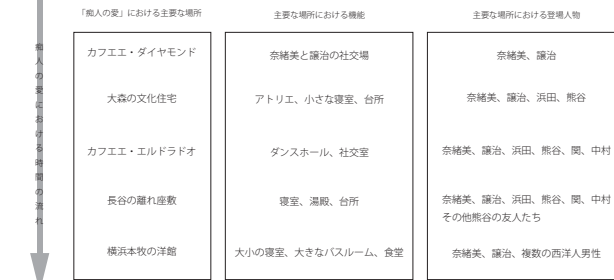 「痴人の愛」における主要な場所
主要な場所における機能
主要な場所における登場人物
痴人の愛における時間の流れ
カフエエ・ダイヤモンド
奈緒美と譲治の社交場
奈緒美、譲治
大森の文化住宅
アトリエ、小さな寝室、台所
奈緒美、譲治、浜田、熊谷
カフエエ・エルドラドオ
ダンスホール、社交室
奈緒美、譲治、浜田、熊谷、関、中村
長谷の離れ座敷
寝室、湯殿、台所
奈緒美、譲治、浜田、熊谷、関、中村
その他熊谷の友人たち
横浜本牧の洋館
大小の寝室、大きなバスルーム、食堂
奈緒美、譲治、複数の西洋人男性